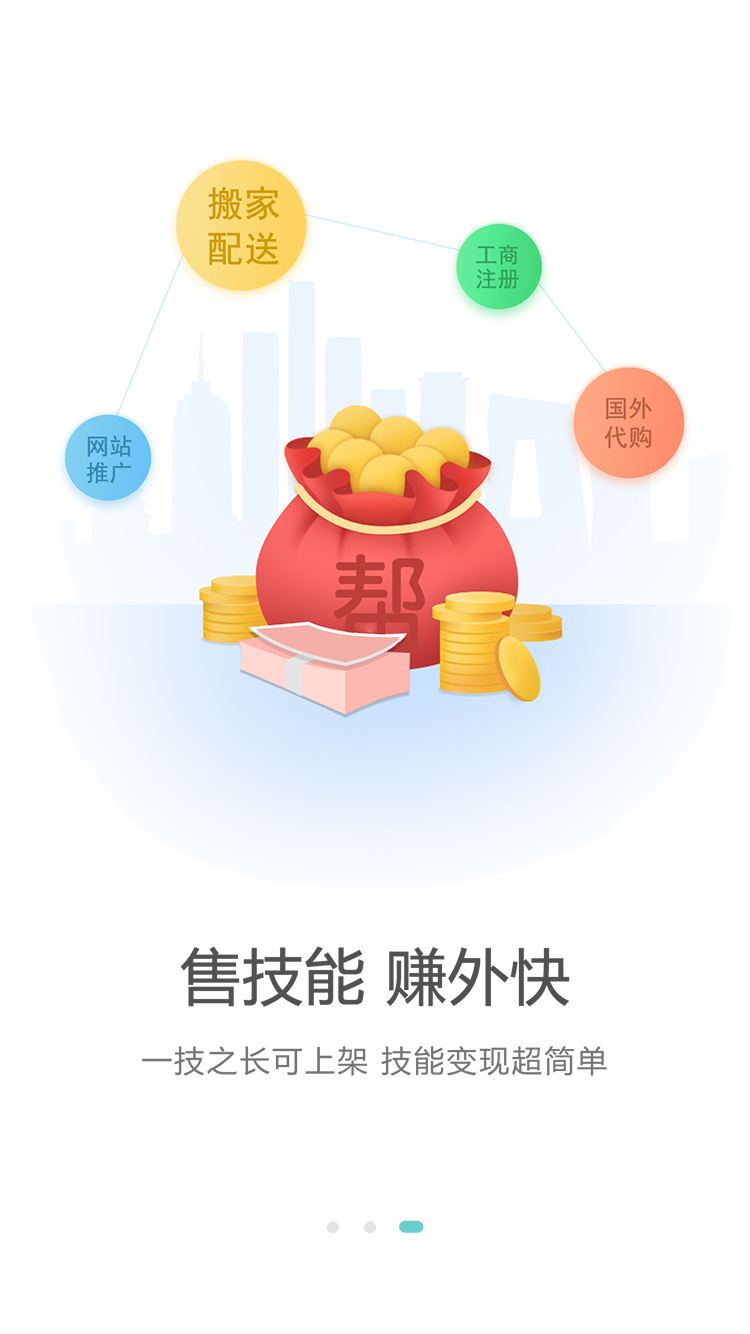 搬家
配送
工商
注册
国外
代购
网站
推广
帮
售技能 赚外快
一技之长可上架 技能变现超简单